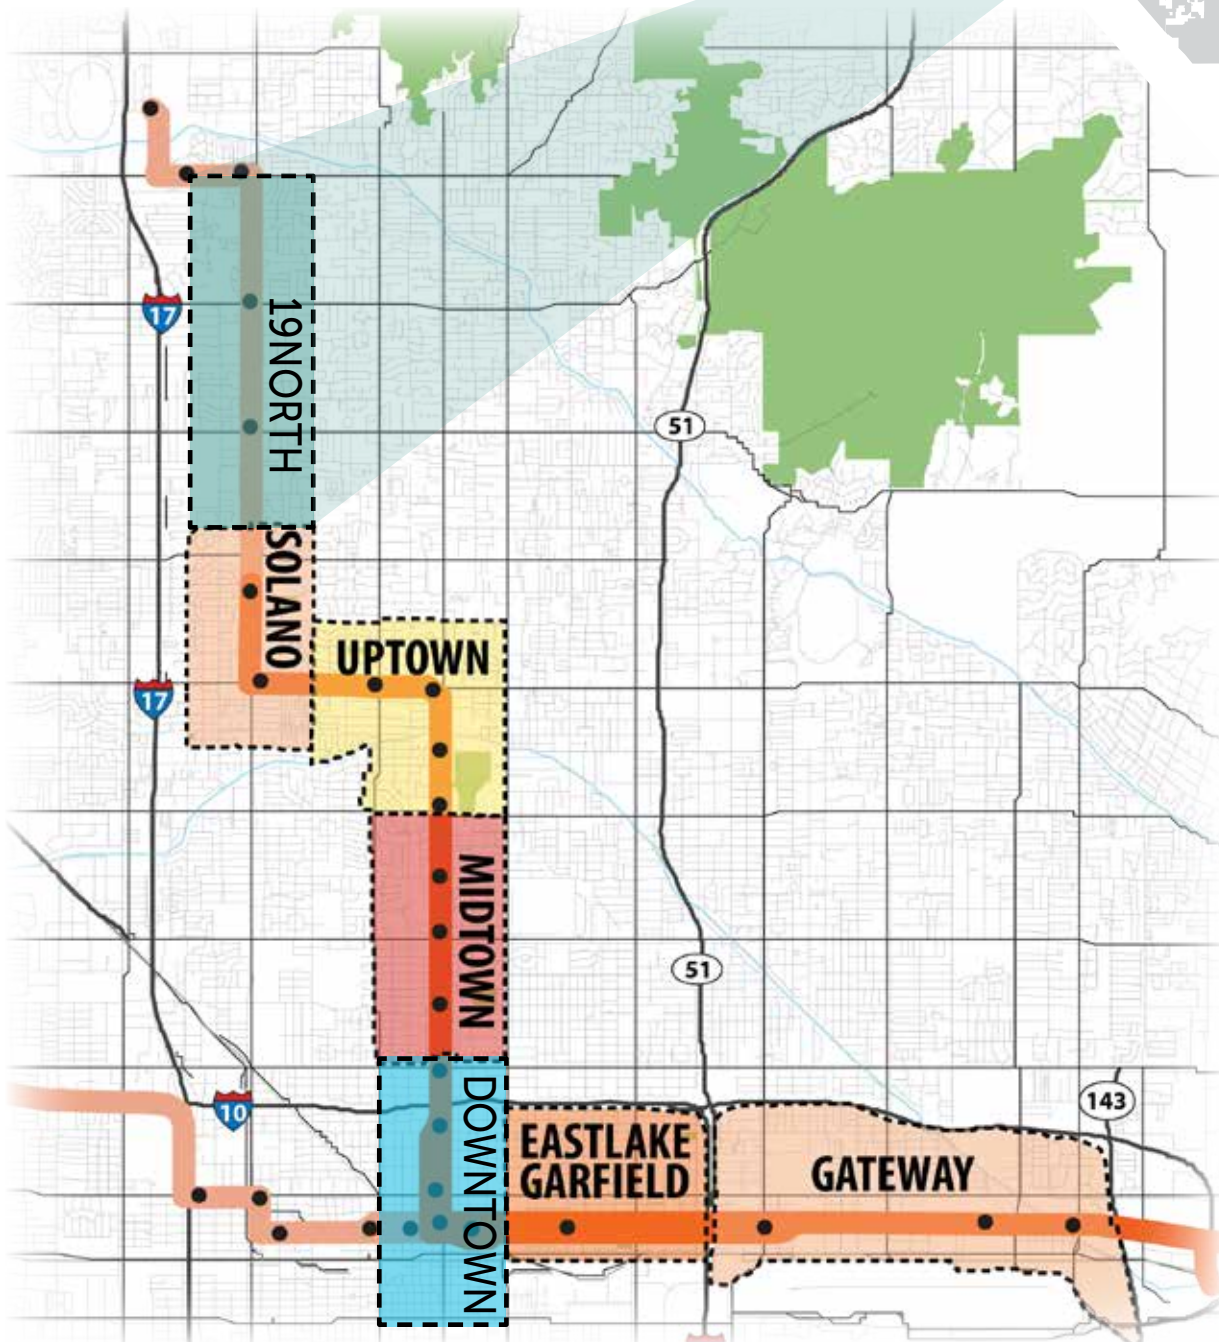 17
19NORTH
51
SOLANO
UPTOWN
17
MIDTOWN
51
10
DOWNTOWN
143
EASTLAKE
GARFIELD
GATEWAY